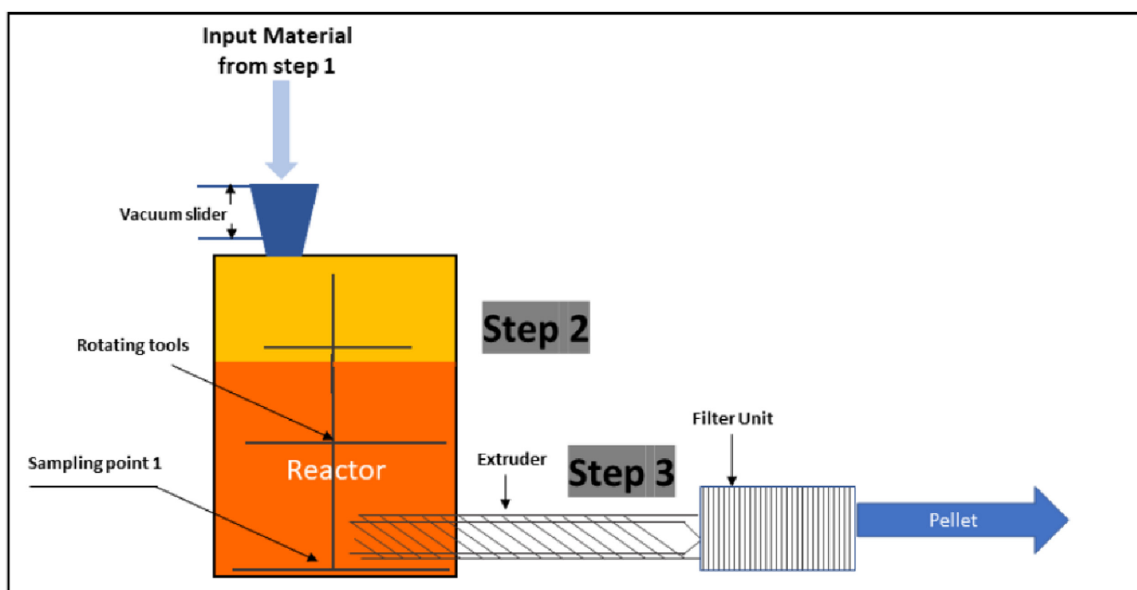 Input Material
from step 1
Vacuum slider
Step 2
Rotating tools
Filter Unit
Sampling point 1
Extruder
Step 3
Reactor
Pellet